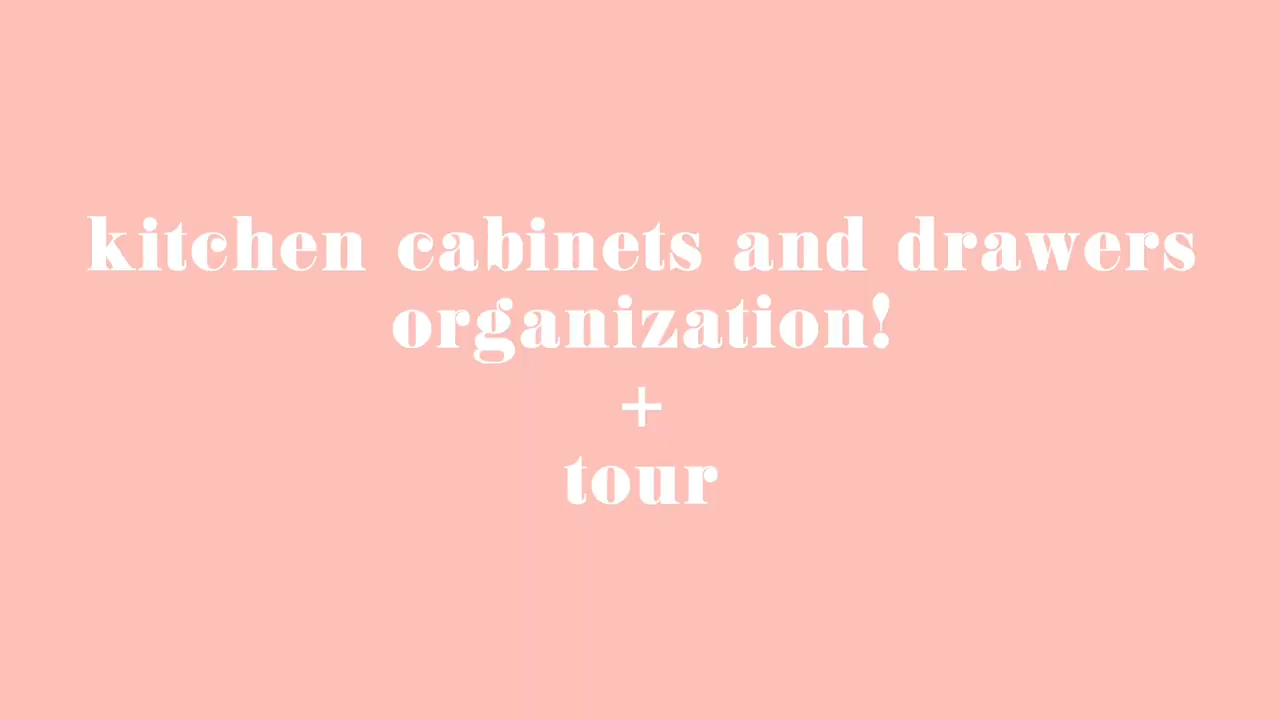 kitchen cabinets and drawers
organization!
+
tour